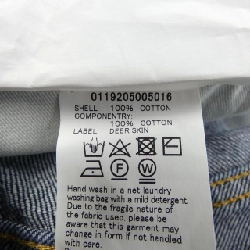 0119205005016
SHELL 100% COTTON
COMPONENTRY:
100% COTTON
LABEL DEER SKIN
P W
Hand wash in a net laundry
washing bag with a mild detergent.
Due to the fragile nature of
the fabric used, please be
aware that this garment may
change in form if not handled
with care.